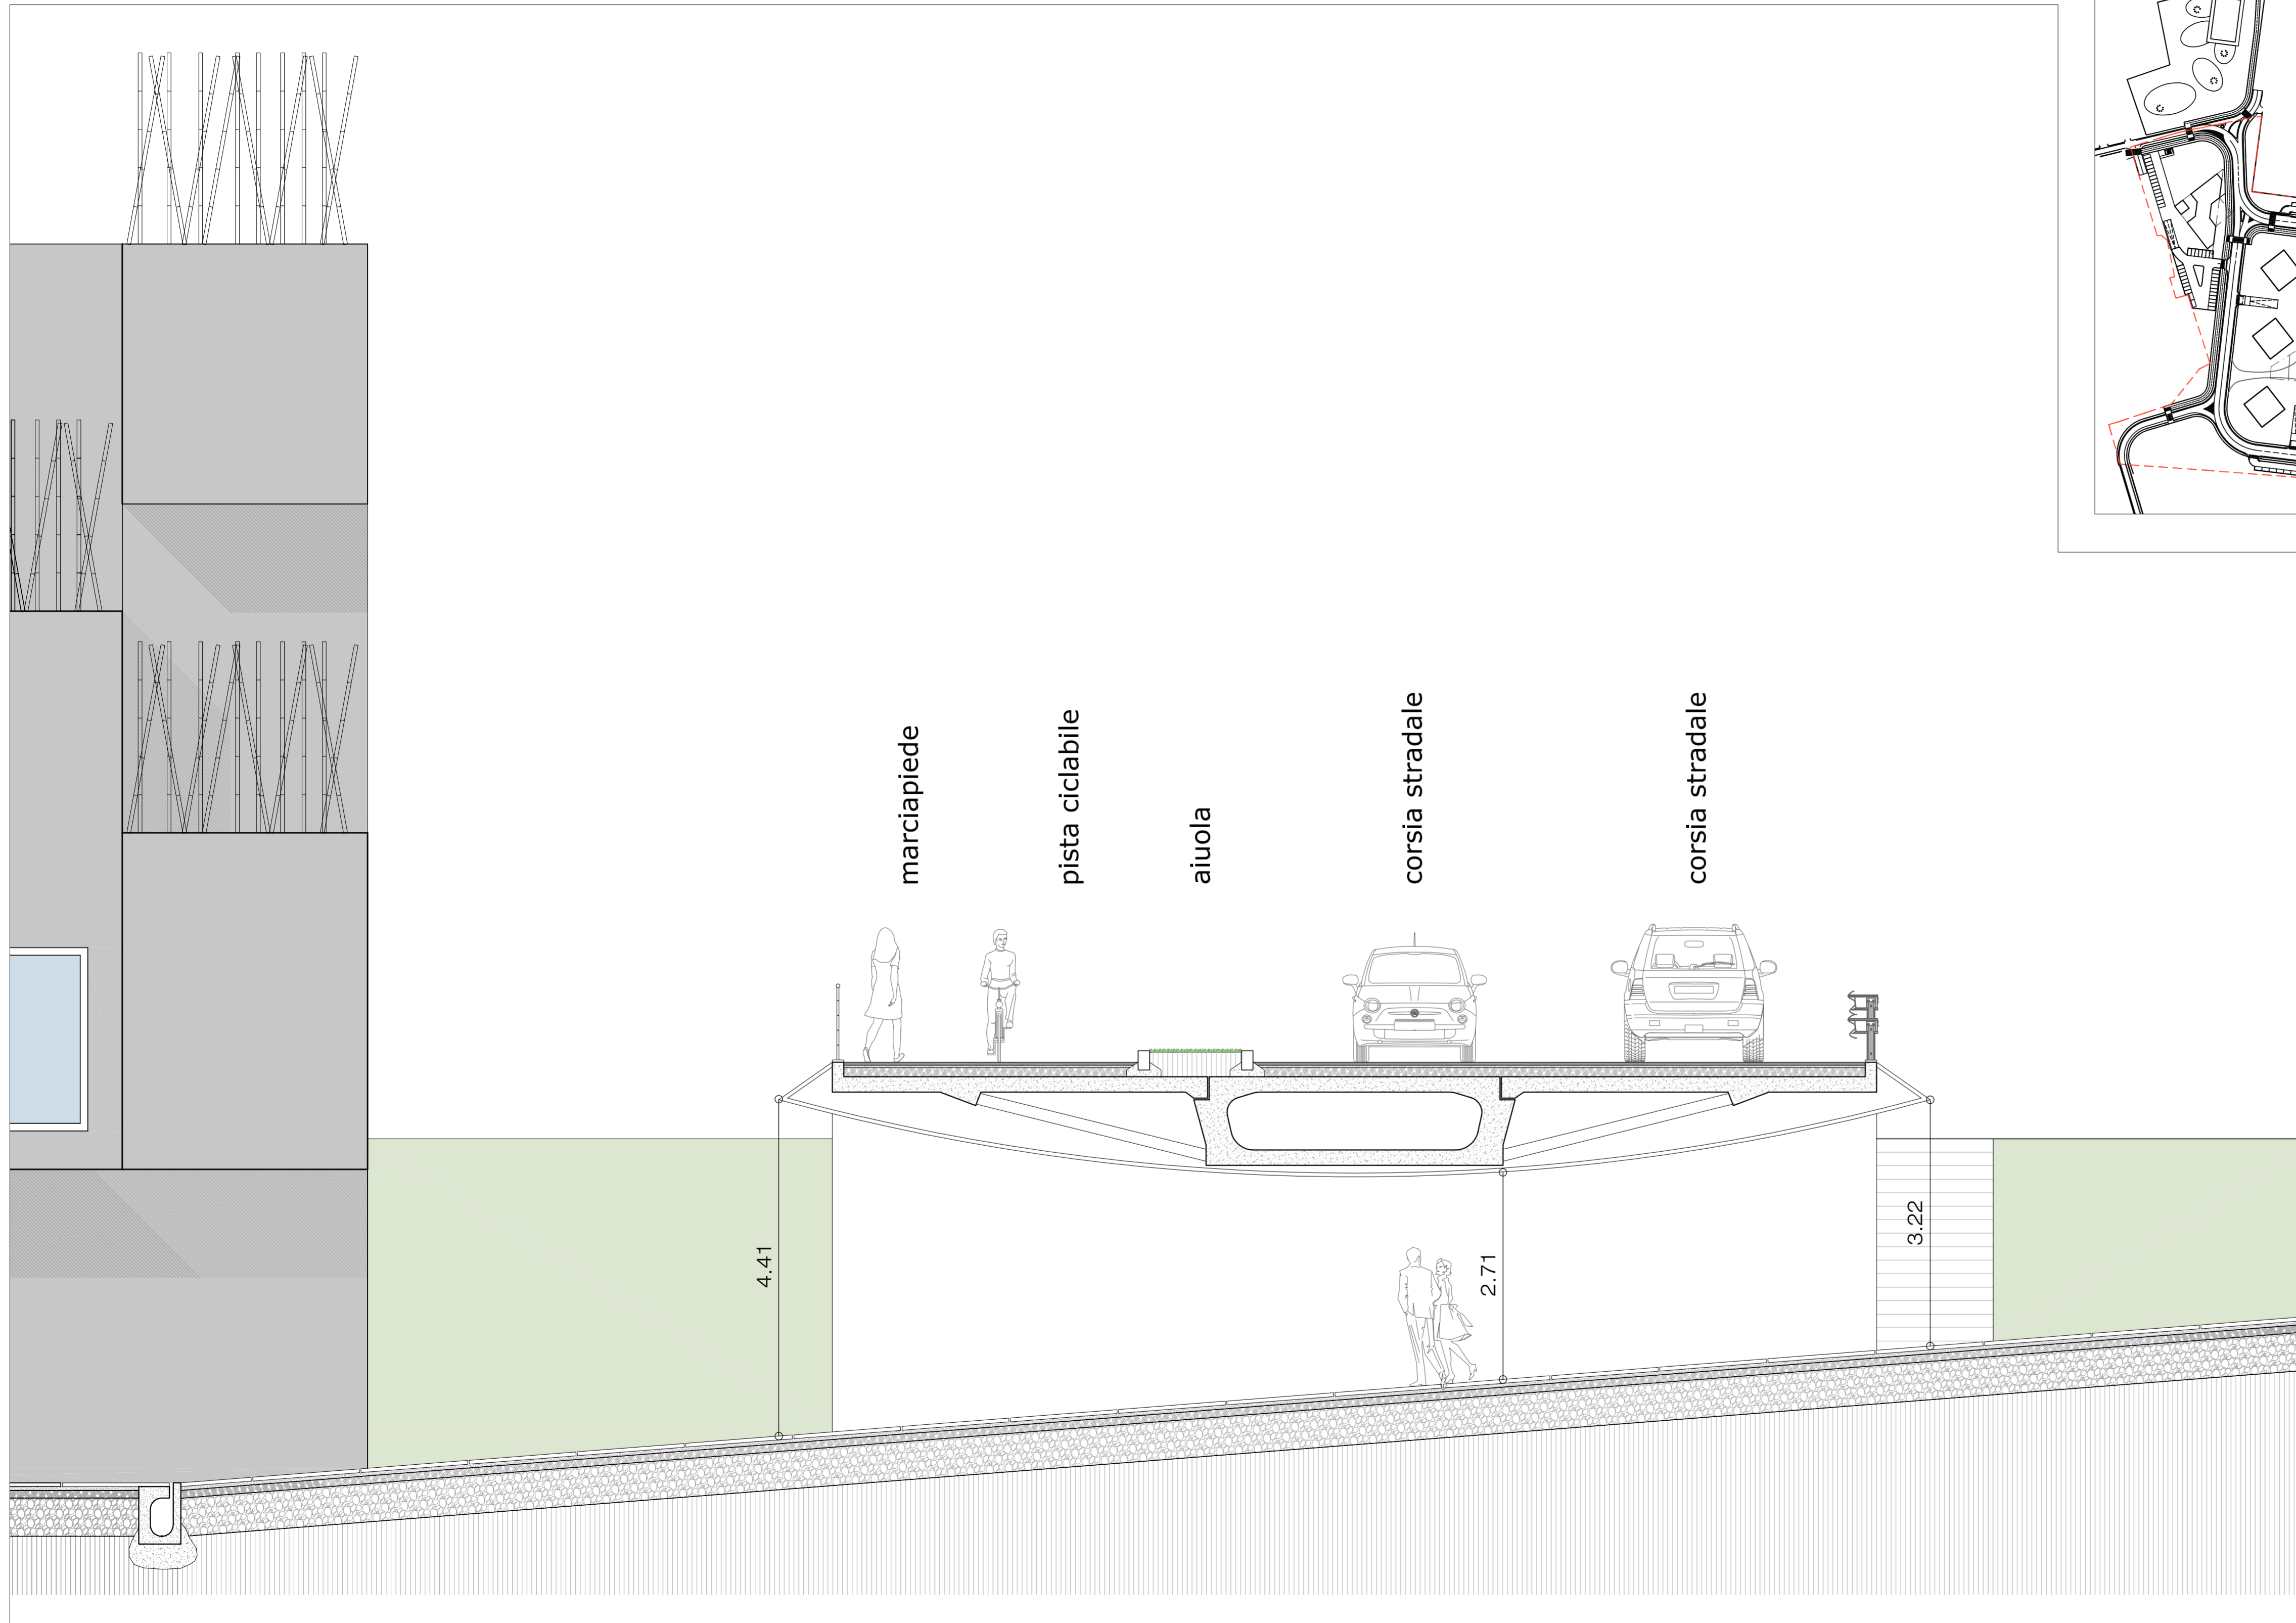 marciapiede
pista ciclabile
aiuola
corsia stradale
corsia stradale
4.41
2.71
3.22